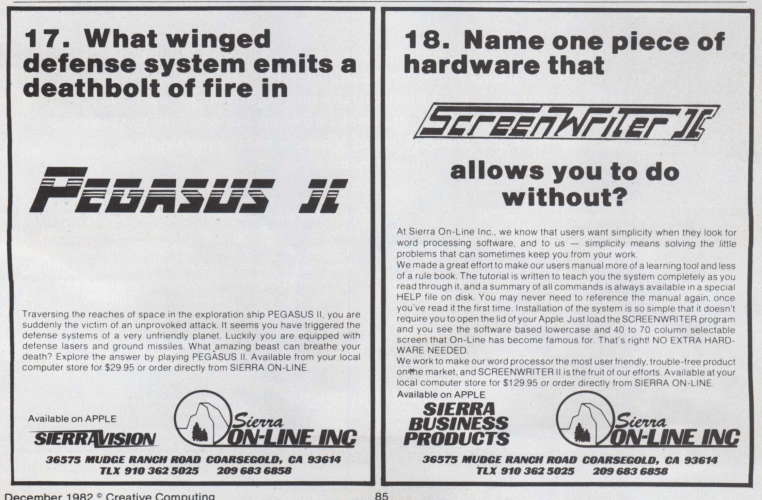 17. What winged
defense system emits a
deathbolt of fire in
PEGASUS II
Traversing the reaches of space in the exploration ship PEGASUS II, you are
suddenly the victim of an unprovoked attack. It seems you have triggered the
defense systems of a very unfriendly planet. Luckily you are equipped with
defense lasers and ground missiles. What amazing beast can breathe your
death? Explore the answer by playing PEGASUS II. Available from your local
computer store for $29.95 or order directly from SIERRA ON-LINE.
Available on APPLE
SIERRAVISION
Sierra
ON-LINE INC
36575 MUDGE RANCH ROAD COARSEGOLD, CA 93614
TLX 910 362 5025 209 683 6858
18. Name one piece of
hardware that
ScreenWriter II
allows you to do
without?
At Sierra On-Line Inc., we know that users want simplicity when they look for
word processing software, and to us — simplicity means solving the little
problems that can sometimes keep you from your work.
We made a great effort to make our users manual more of a learning tool and less
of a rule book. The tutorial is written to teach you the system completely as you
read through it, and a summary of all commands is always available in a special
HELP file on disk. You may never need to reference the manual again, once
you've read it the first time. Installation of the system is so simple that it doesn't
require you to open the lid of your Apple. Just load the SCREENWRITER program
and you see the software based lowercase and 40 to 70 column selectable
screen that On-Line has become famous for. That's right! NO EXTRA HARD-
WARE NEEDED.
We work to make our word processor the most user friendly, trouble-free product
on the market, and SCREENWRITER II is the fruit of our efforts. Available at your
local computer store for $129.95 or order directly from SIERRA ON-LINE.
Available on APPLE
SIERRA
BUSINESS
PRODUCTS
Sierra
ON-LINE INC
36575 MUDGE RANCH ROAD COARSEGOLD, CA 93614
TLX 910 362 5025 209 683 6858
December 1982 © Creative Computing
85